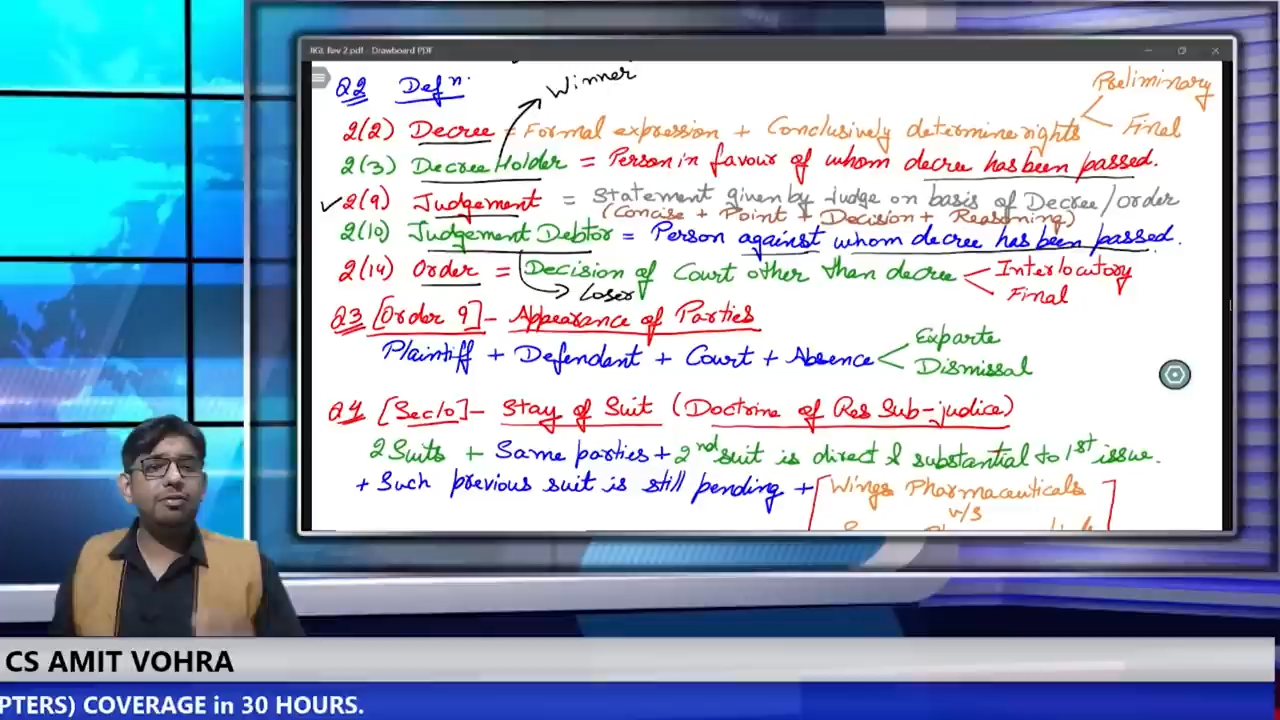 JIGL Rev 2.pdf - Drawboard PDF
Q2 Defn.
Winner
Preliminary
2(2) Decree = Formal expression + Conclusively determine rights
Final
2(3) Decree Holder = Person in favour of whom decree has been passed.
2(9) Judgement = Statement given by judge on basis of Decree/order
(Concise + Point + Decision + Reasoning)
2(10) Judgement Debtor = Person against whom decree has been passed.
2(14) Order = Decision of Court other than decree
Interlocutory
Final
Loser
Q3 [Order 9] - Appearance of Parties
Plaintiff + Defendant + Court + Absence
Exparte
Dismissal
Q4 [Sec10] - Stay of Suit (Doctrine of Res Sub-judice)
2 Suits + Same parties + 2nd suit is direct & substantial to 1st issue.
+ Such previous suit is still pending + [Wings Pharmaceuticals]
v/s
CS AMIT VOHRA
PTERS) COVERAGE in 30 HOURS.